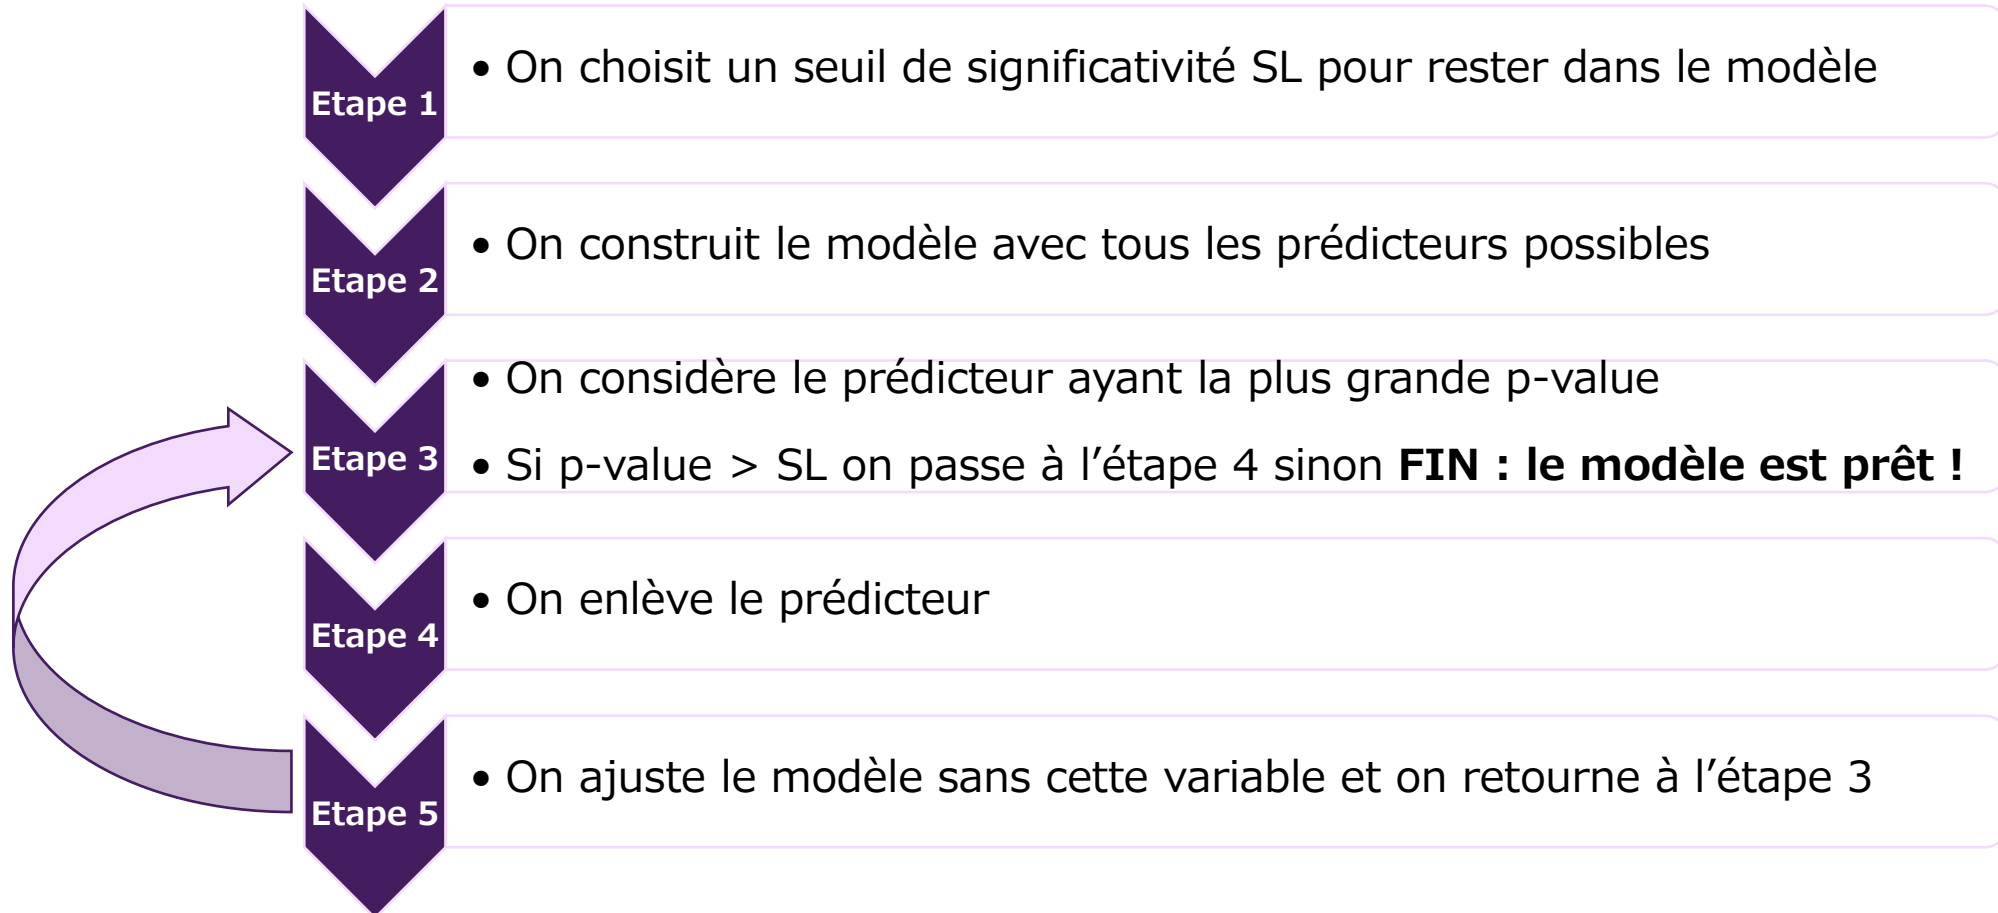 Etape 1
• On choisit un seuil de significativité SL pour rester dans le modèle
Etape 2
• On construit le modèle avec tous les prédicteurs possibles
Etape 3
• On considère le prédicteur ayant la plus grande p-value
• Si p-value > SL on passe à l’étape 4 sinon FIN : le modèle est prêt !
Etape 4
• On enlève le prédicteur
Etape 5
• On ajuste le modèle sans cette variable et on retourne à l’étape 3